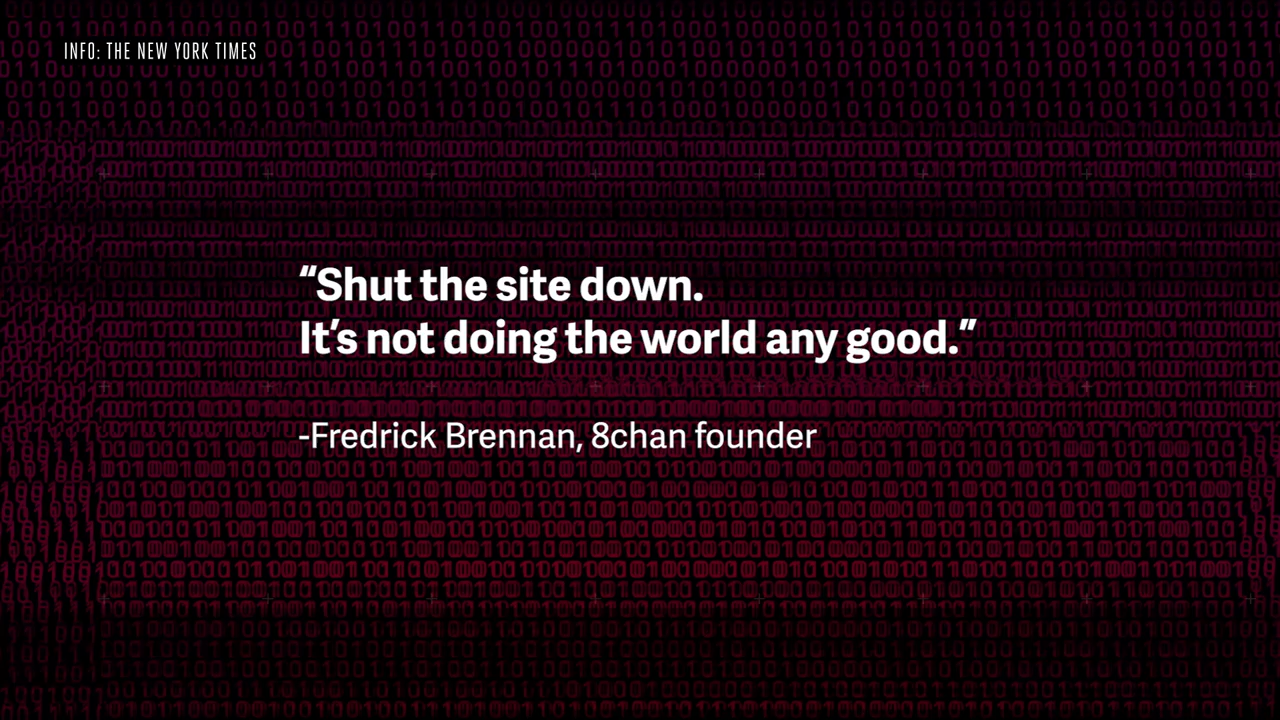 INFO: THE NEW YORK TIMES
“Shut the site down.
It’s not doing the world any good.”
-Fredrick Brennan, 8chan founder